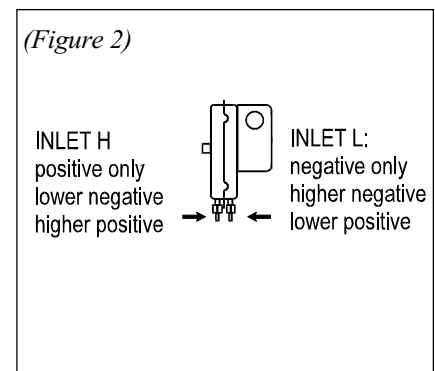 (Figure 2)
INLET H
positive only
lower negative
higher positive
INLET L:
negative only
higher negative
lower positive